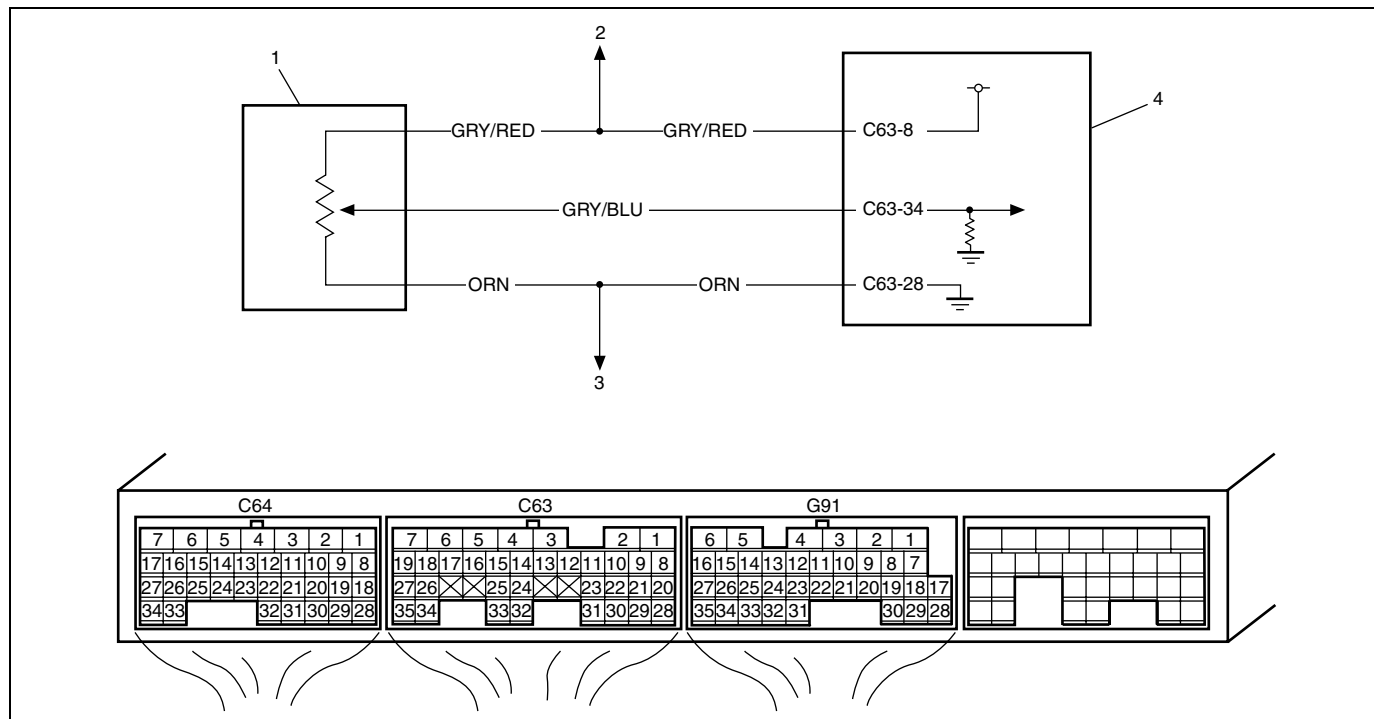 2
1
4
GRY/RED GRY/RED C63-8
GRY/BLU C63-34
ORN ORN C63-28
3
C64 C63 G91
7 6 5 4 3 2 1 7 6 5 4 3 2 1 6 5 4 3 2 1
17 16 15 14 13 12 11 10 9 8 19 18 17 16 15 14 13 12 11 10 9 8 16 15 14 13 12 11 10 9 8 7
27 26 25 24 23 22 21 20 19 18 27 26 25 24 23 22 21 20 27 26 25 24 23 22 21 20 19 18 17
34 33 32 31 30 29 28 35 34 33 32 31 30 29 28 35 34 33 32 31 30 29 28